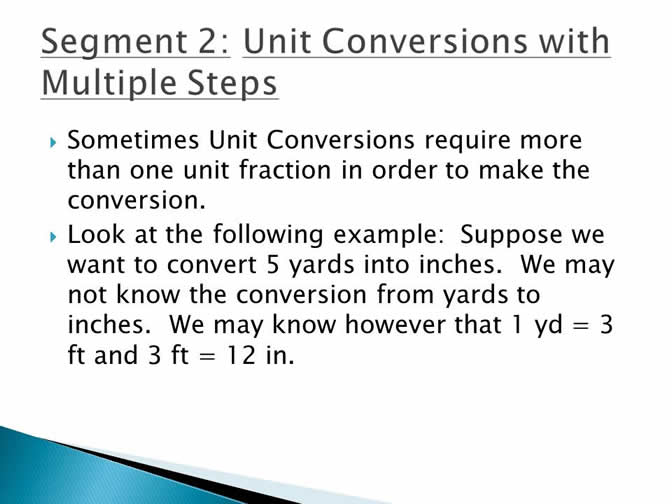 Segment 2: Unit Conversions with
Multiple Steps
Sometimes Unit Conversions require more
than one unit fraction in order to make the
conversion.
Look at the following example: Suppose we
want to convert 5 yards into inches. We may
not know the conversion from yards to
inches. We may know however that 1 yd = 3
ft and 3 ft = 12 in.